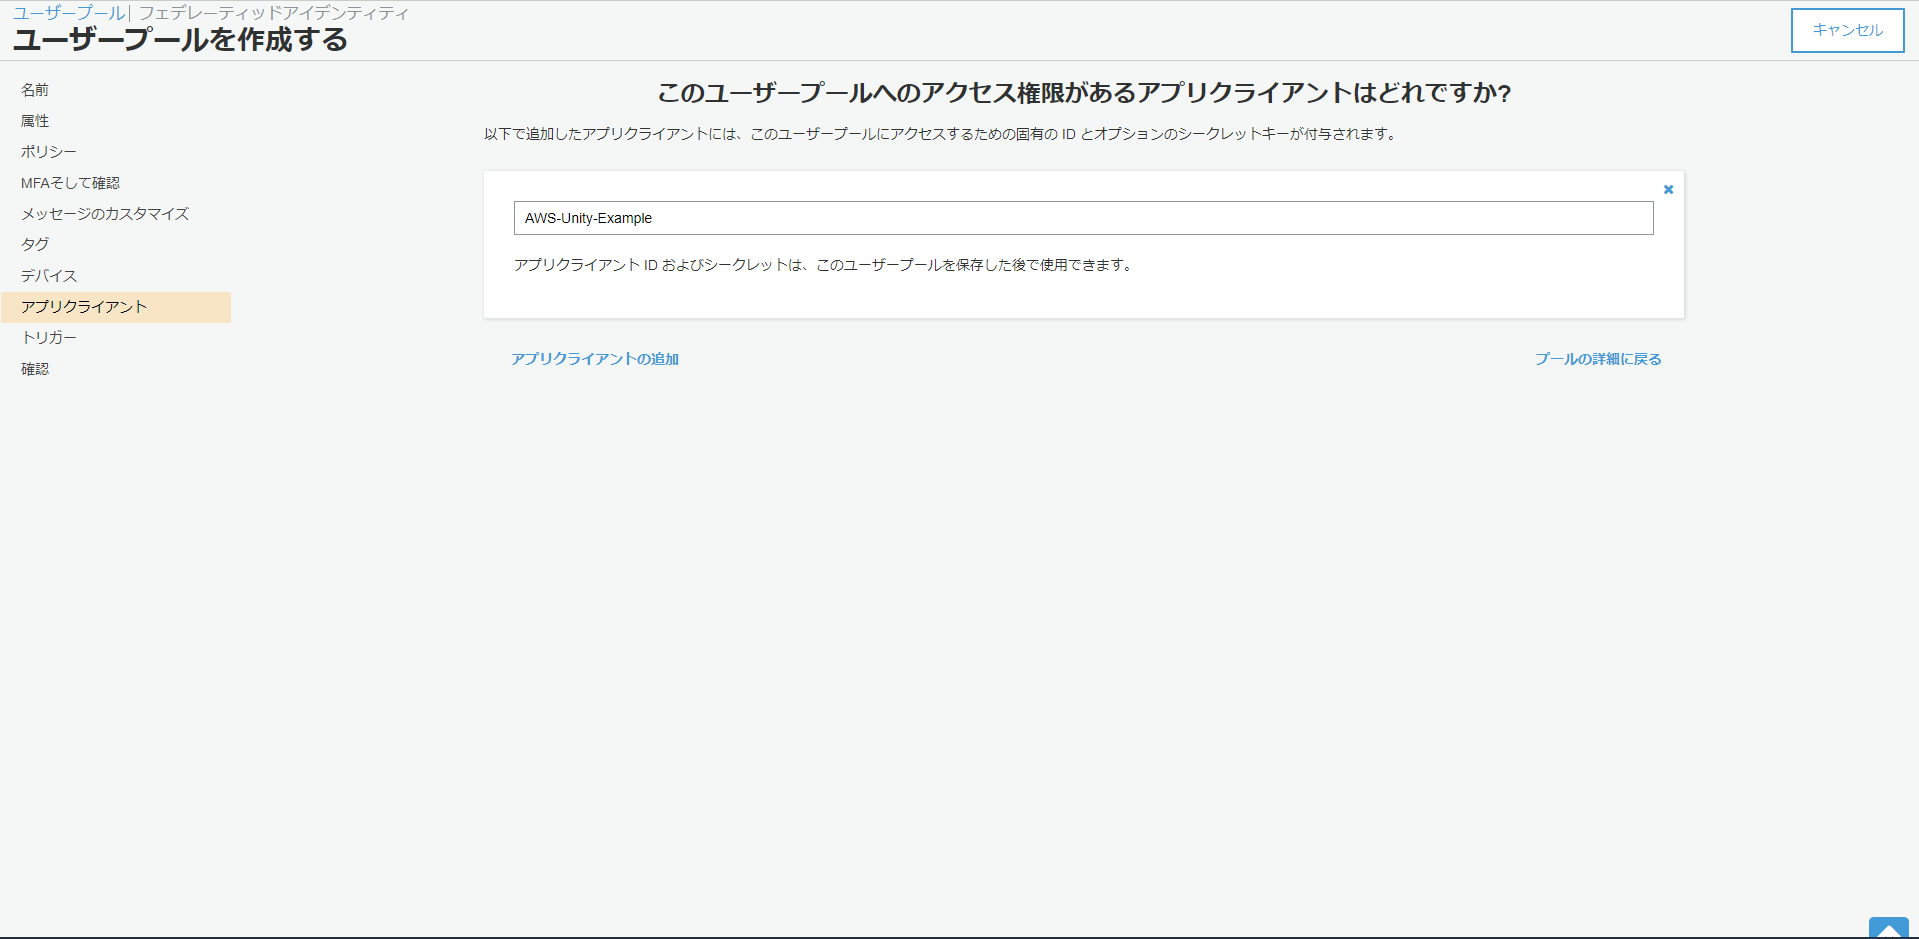 ユーザープール| フェデレーティッドアイデンティティ
ユーザープールを作成する
キャンセル
名前
属性
ポリシー
MFAそして確認
メッセージのカスタマイズ
タグ
デバイス
アプリクライアント
トリガー
確認
このユーザープールへのアクセス権限があるアプリクライアントはどれですか?
以下で追加したアプリクライアントには、このユーザープールにアクセスするための固有の ID とオプションのシークレットキーが付与されます。
AWS-Unity-Example
アプリクライアント ID およびシークレットは、このユーザープールを保存した後で使用できます。
アプリクライアントの追加
プールの詳細に戻る